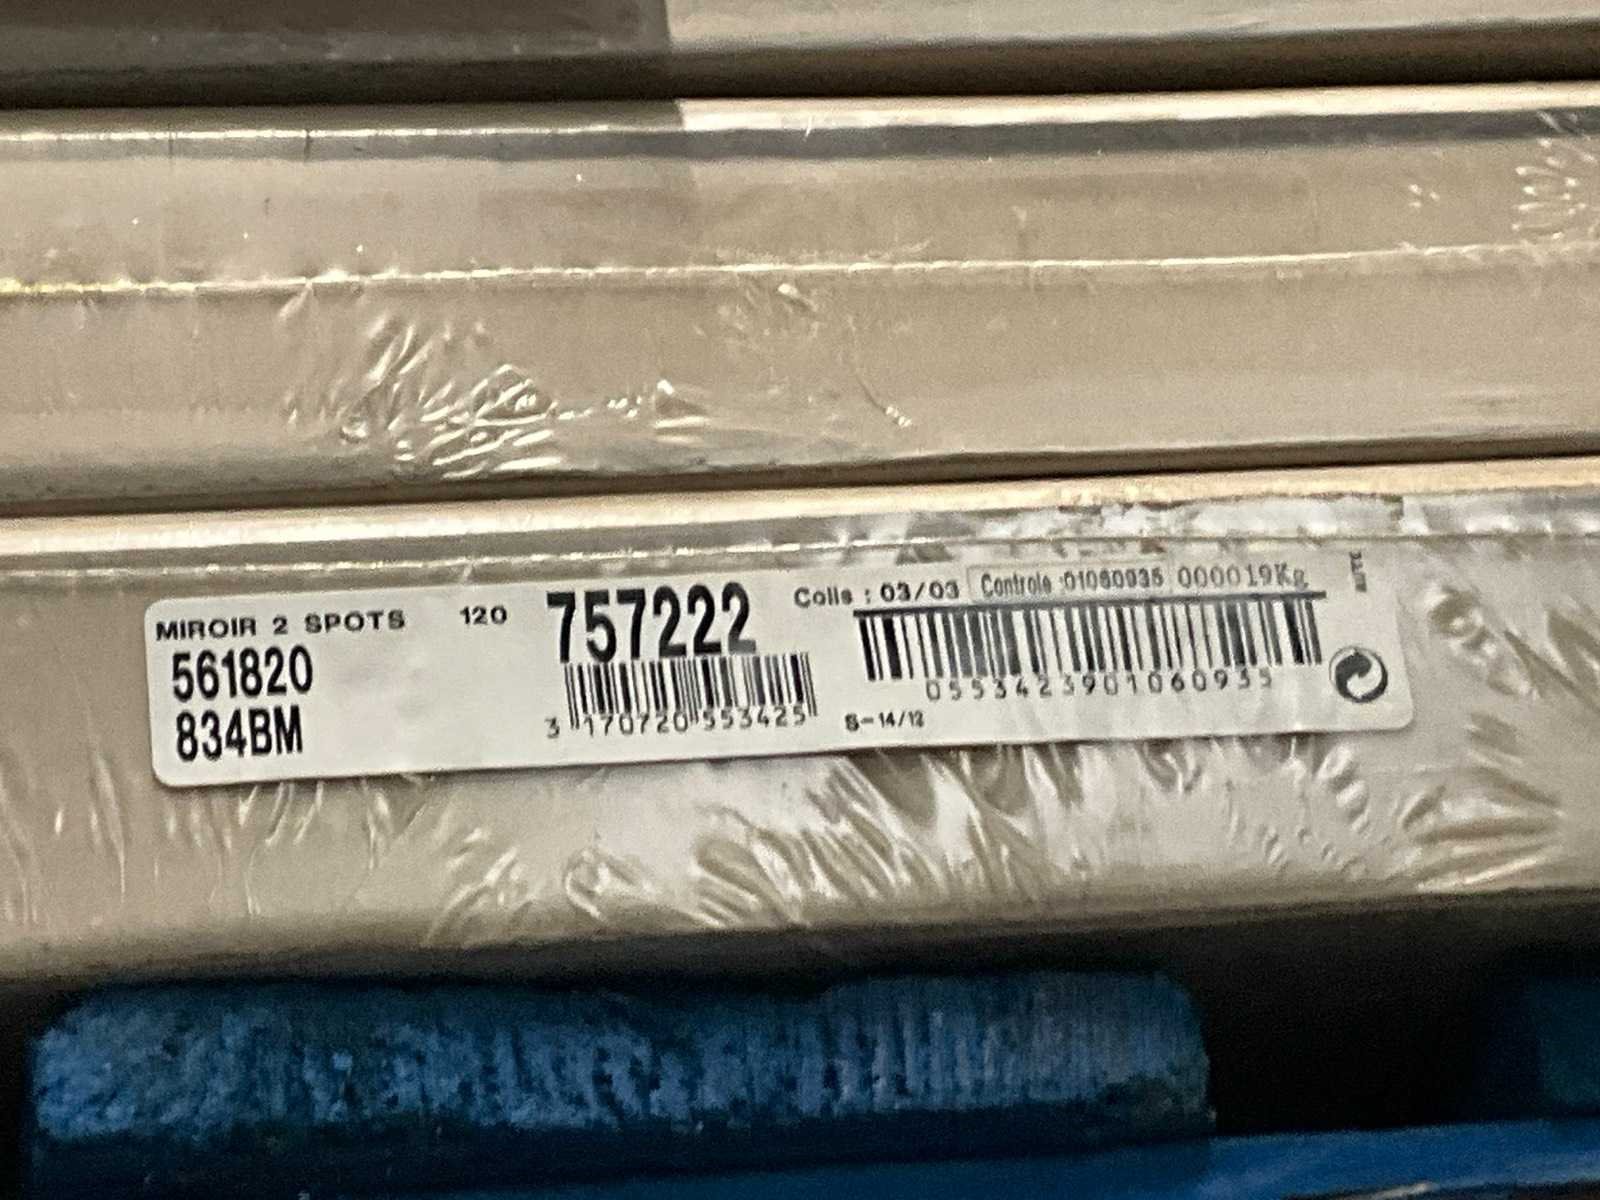 MIROIR 2 SPOTS 120
561820
834BM
757222
3 170720 553425
Colis : 03/03 Controle :01060935 000019Kg
0553423901060935
S-14/12